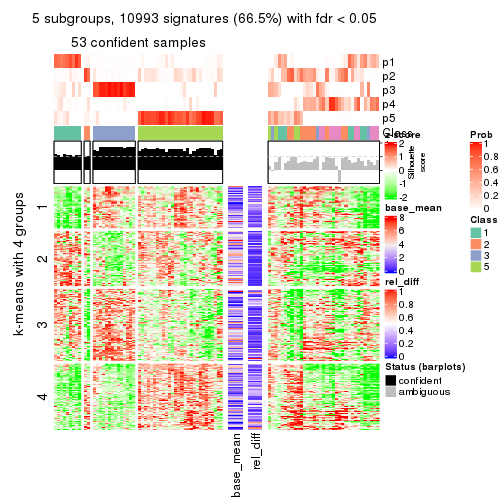 5 subgroups, 10993 signatures (66.5%) with fdr < 0.05
53 confident samples
p1
p2
p3
p4
p5
Class
k-means with 4 groups
1
2
3
4
base_mean
rel_diff
z-score
2
1
0
-1
-2
Silhouette
score
base_mean
8
6
4
2
0
rel_diff
1
0.8
0.6
0.4
0.2
0
Status (barplots)
confident
ambiguous
Prob
1
0.8
0.6
0.4
0.2
0
Class
1
2
3
5